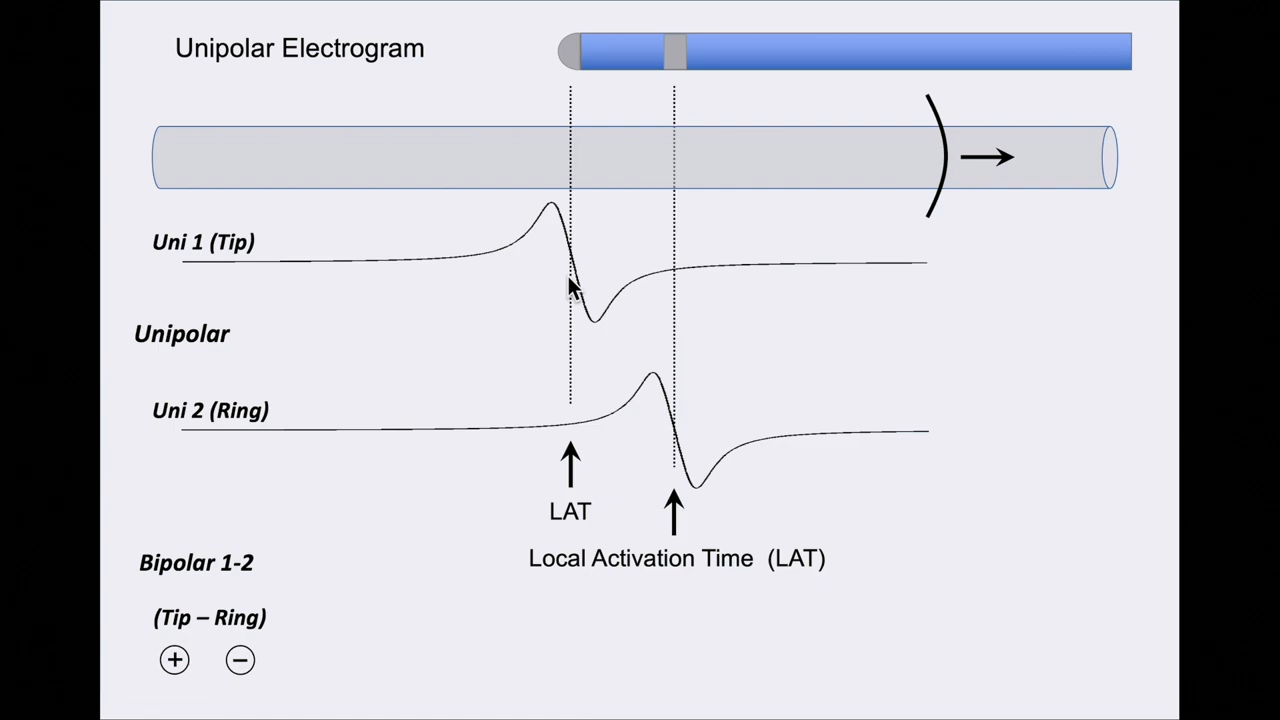 Unipolar Electrogram
Uni 1 (Tip)
Unipolar
Uni 2 (Ring)
LAT
Local Activation Time (LAT)
Bipolar 1-2
(Tip – Ring)
+ −